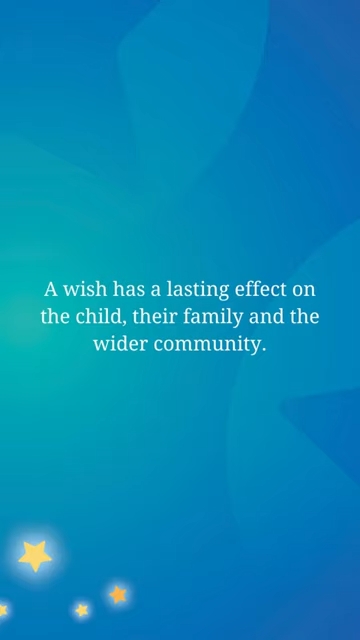 A wish has a lasting effect on
the child, their family and the
wider community.